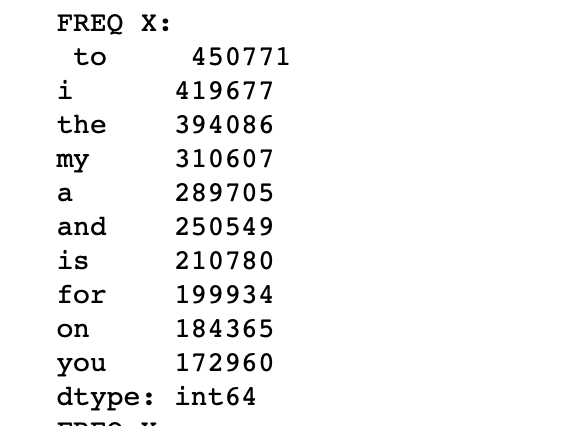 FREQ X:
 to     450771
i      419677
the    394086
my     310607
a      289705
and    250549
is     210780
for    199934
on     184365
you    172960
dtype: int64